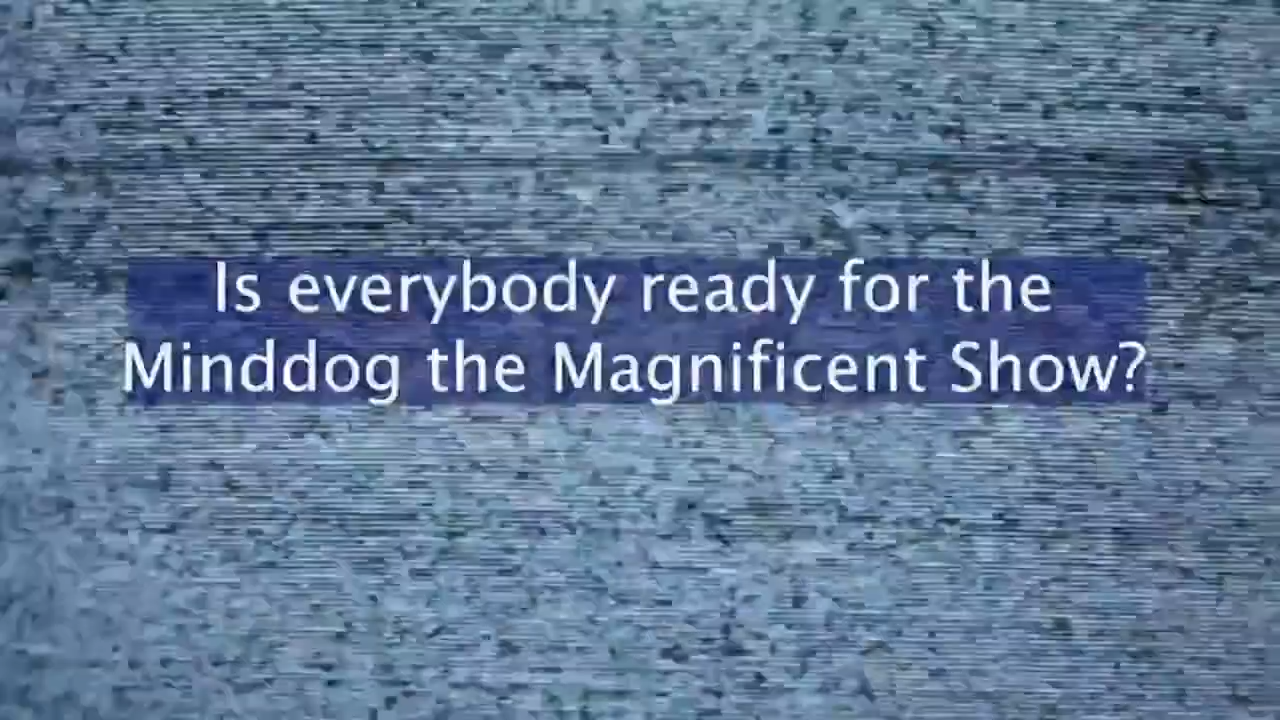 Is everybody ready for the
Minddog the Magnificent Show?